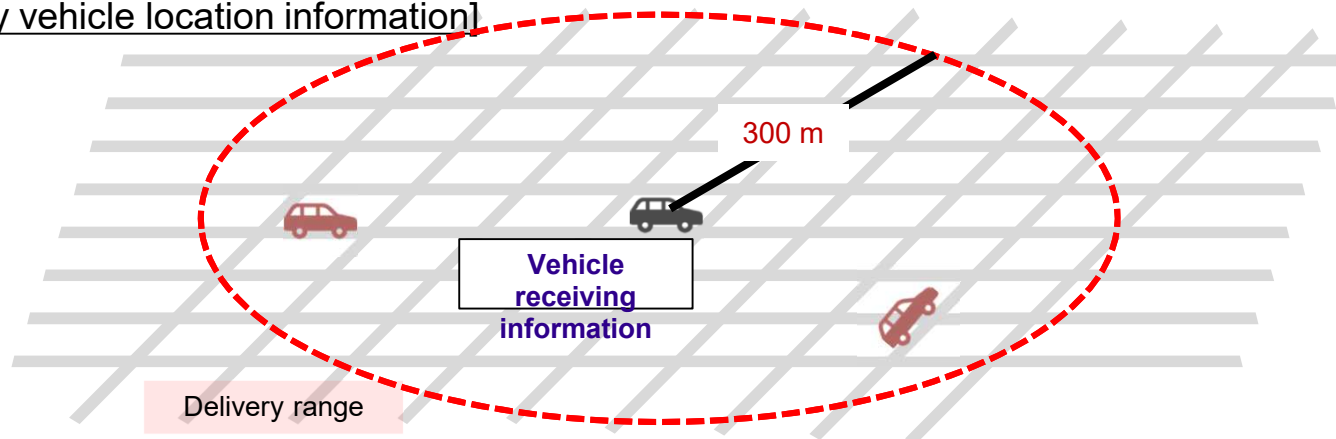 y vehicle location information]
300 m
Vehicle
receiving
information
Delivery range